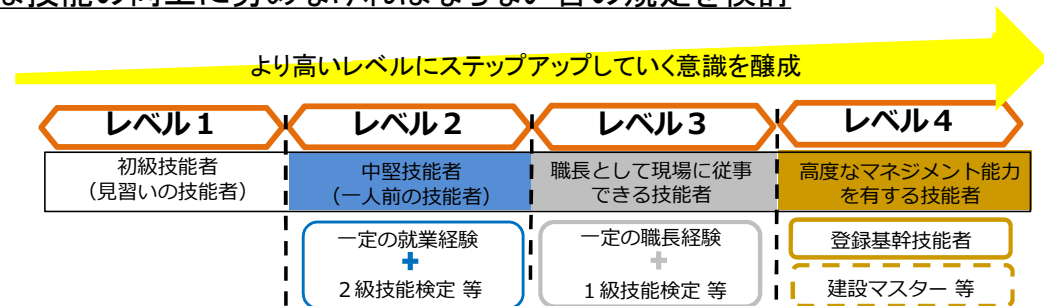 な技能の向上に努めなければならない旨の規定を検討
より高いレベルにステップアップしていく意識を醸成
レベル１
レベル２
レベル３
レベル４
初級技能者
（見習いの技能者）
中堅技能者
（一人前の技能者）
職長として現場に従事
できる技能者
高度なマネジメント能力
を有する技能者
一定の就業経験
+
２級技能検定 等
一定の職長経験
+
１級技能検定 等
登録基幹技能者
建設マスター 等